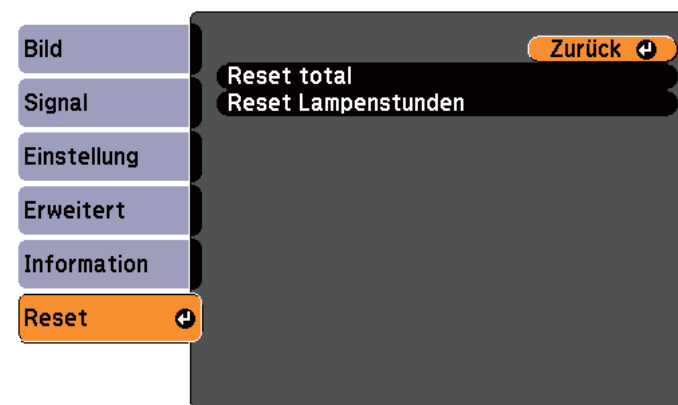 Bild
Signal
Einstellung
Erweitert
Information
Reset
Zurück
Reset total
Reset Lampenstunden